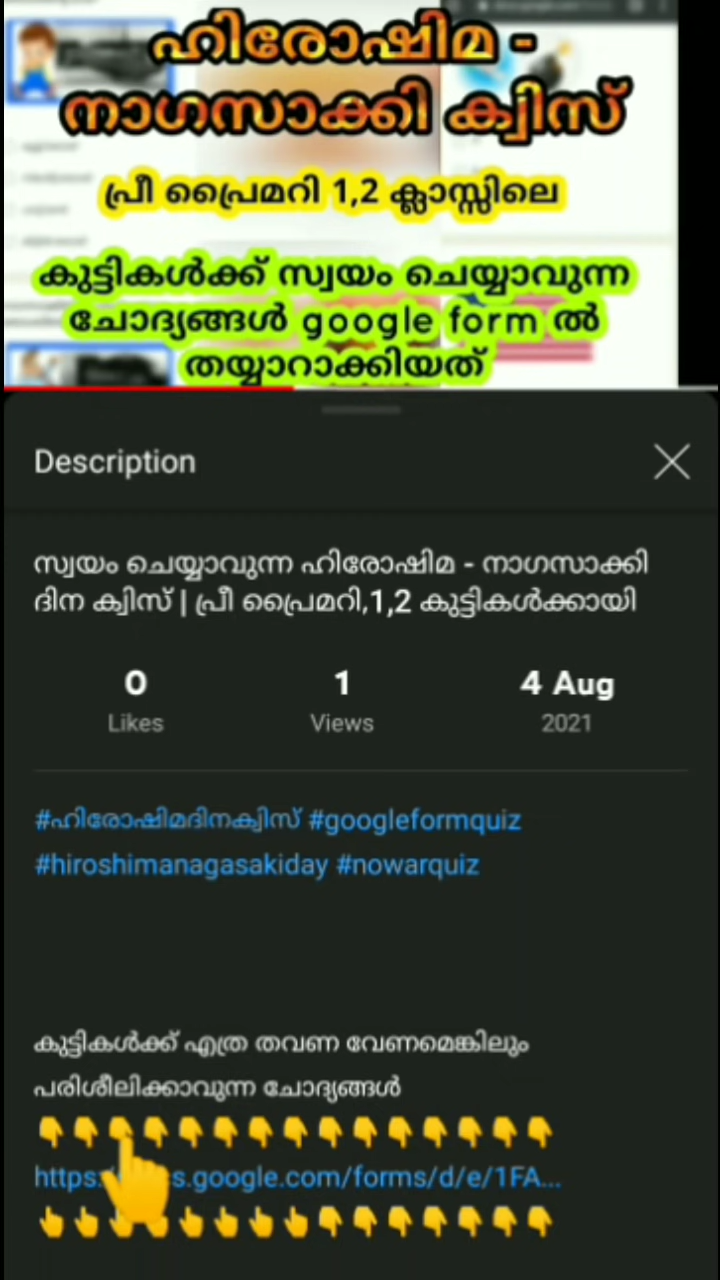 ഹിരോഷിമ -
നാഗസാക്കി ക്വിസ്
പ്രീ പ്രൈമറി 1,2 ക്ലാസ്സിലെ
കുട്ടികൾക്ക് സ്വയം ചെയ്യാവുന്ന
ചോദ്യങ്ങൾ google form ൽ
തയ്യാറാക്കിയത്
Description
സ്വയം ചെയ്യാവുന്ന ഹിരോഷിമ - നാഗസാക്കി
ദിന ക്വിസ് | പ്രീ പ്രൈമറി,1,2 കുട്ടികൾക്കായി
0 1 4 Aug
Likes Views 2021
#ഹിരോഷിമദിനക്വിസ് #googleformquiz
#hiroshimanagasakiday #nowarquiz
കുട്ടികൾക്ക് എത്ര തവണ വേണമെങ്കിലും
പരിശീലിക്കാവുന്ന ചോദ്യങ്ങൾ
👇👇👇👇👇👇👇👇👇👇👇👇👇👇👇
https:/ s.google.com/forms/d/e/1FA...
👆👆👆👆👆👆👆👆👇👇👇👇👇👇👇